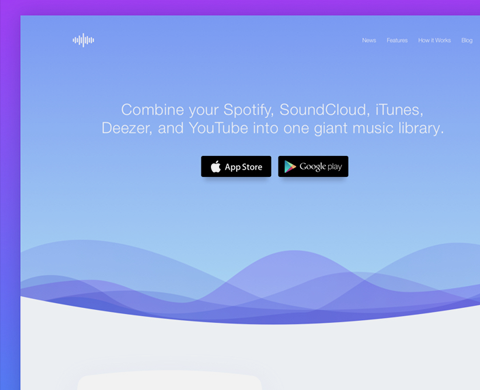 News Features How it Works Blog
Combine your Spotify, SoundCloud, iTunes,
Deezer, and YouTube into one giant music library.
App Store Google play